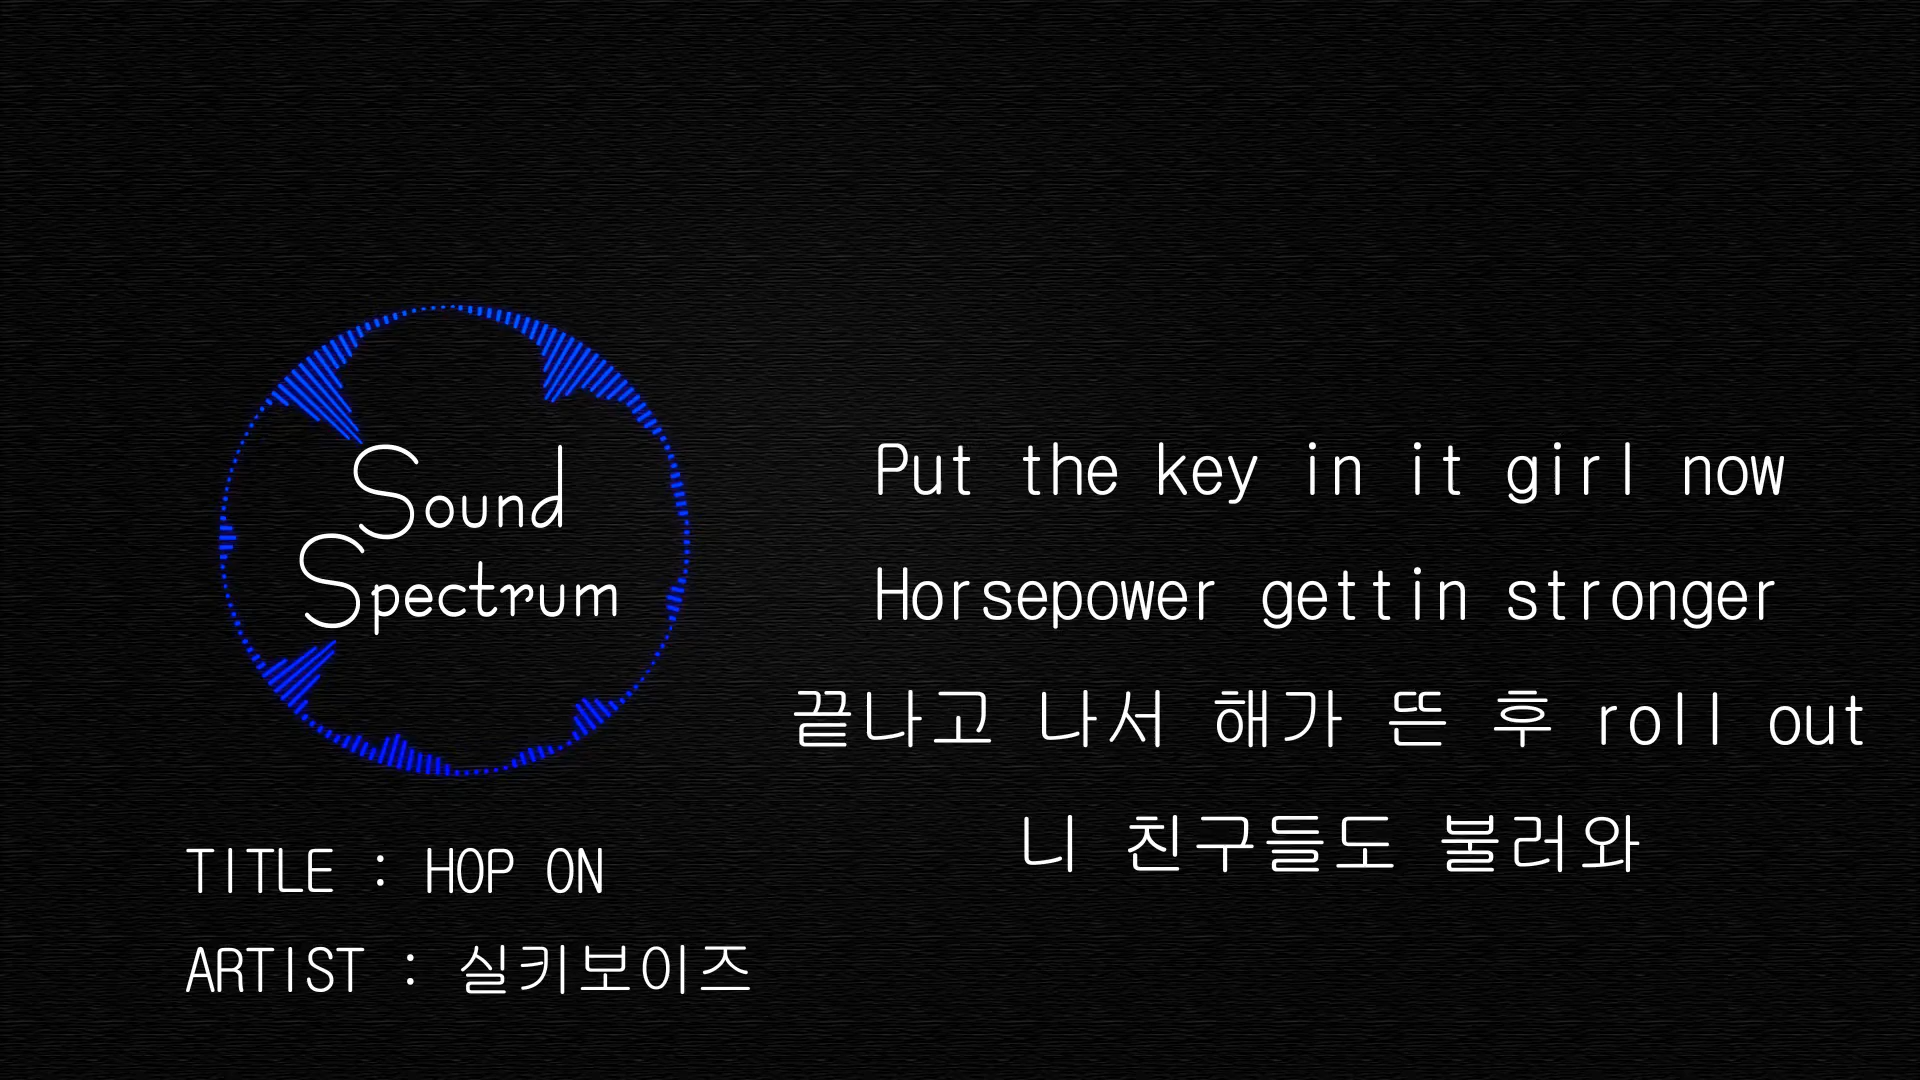 Sound
Spectrum
TITLE : HOP ON
ARTIST : 실키보이즈
Put the key in it girl now
Horsepower gettin stronger
끝나고 나서 해가 뜬 후 roll out
니 친구들도 불러와